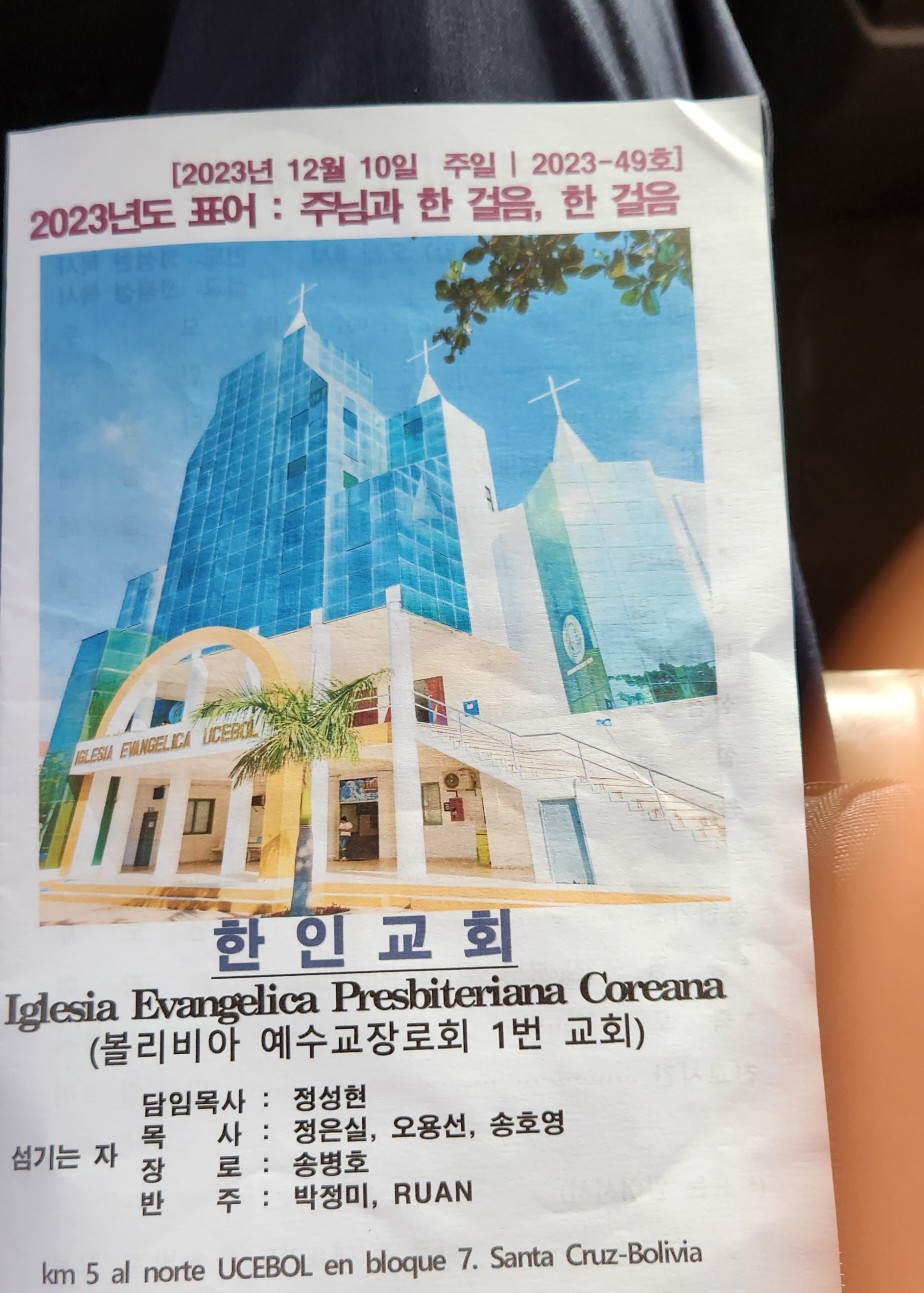 [2023년 12월 10일 주일 | 2023-49호]
2023년도 표어 : 주님과 한 걸음, 한 걸음
IGLESIA EVANGELICA UCEBOL
한인교회
Iglesia Evangelica Presbiteriana Coreana
(볼리비아 예수교장로회 1번 교회)
담임목사 : 정성현
목 사 : 정은실, 오용선, 송호영
섬기는 자
장 로 : 송병호
반 주 : 박정미, RUAN
km 5 al norte UCEBOL en bloque 7. Santa Cruz-Bolivia